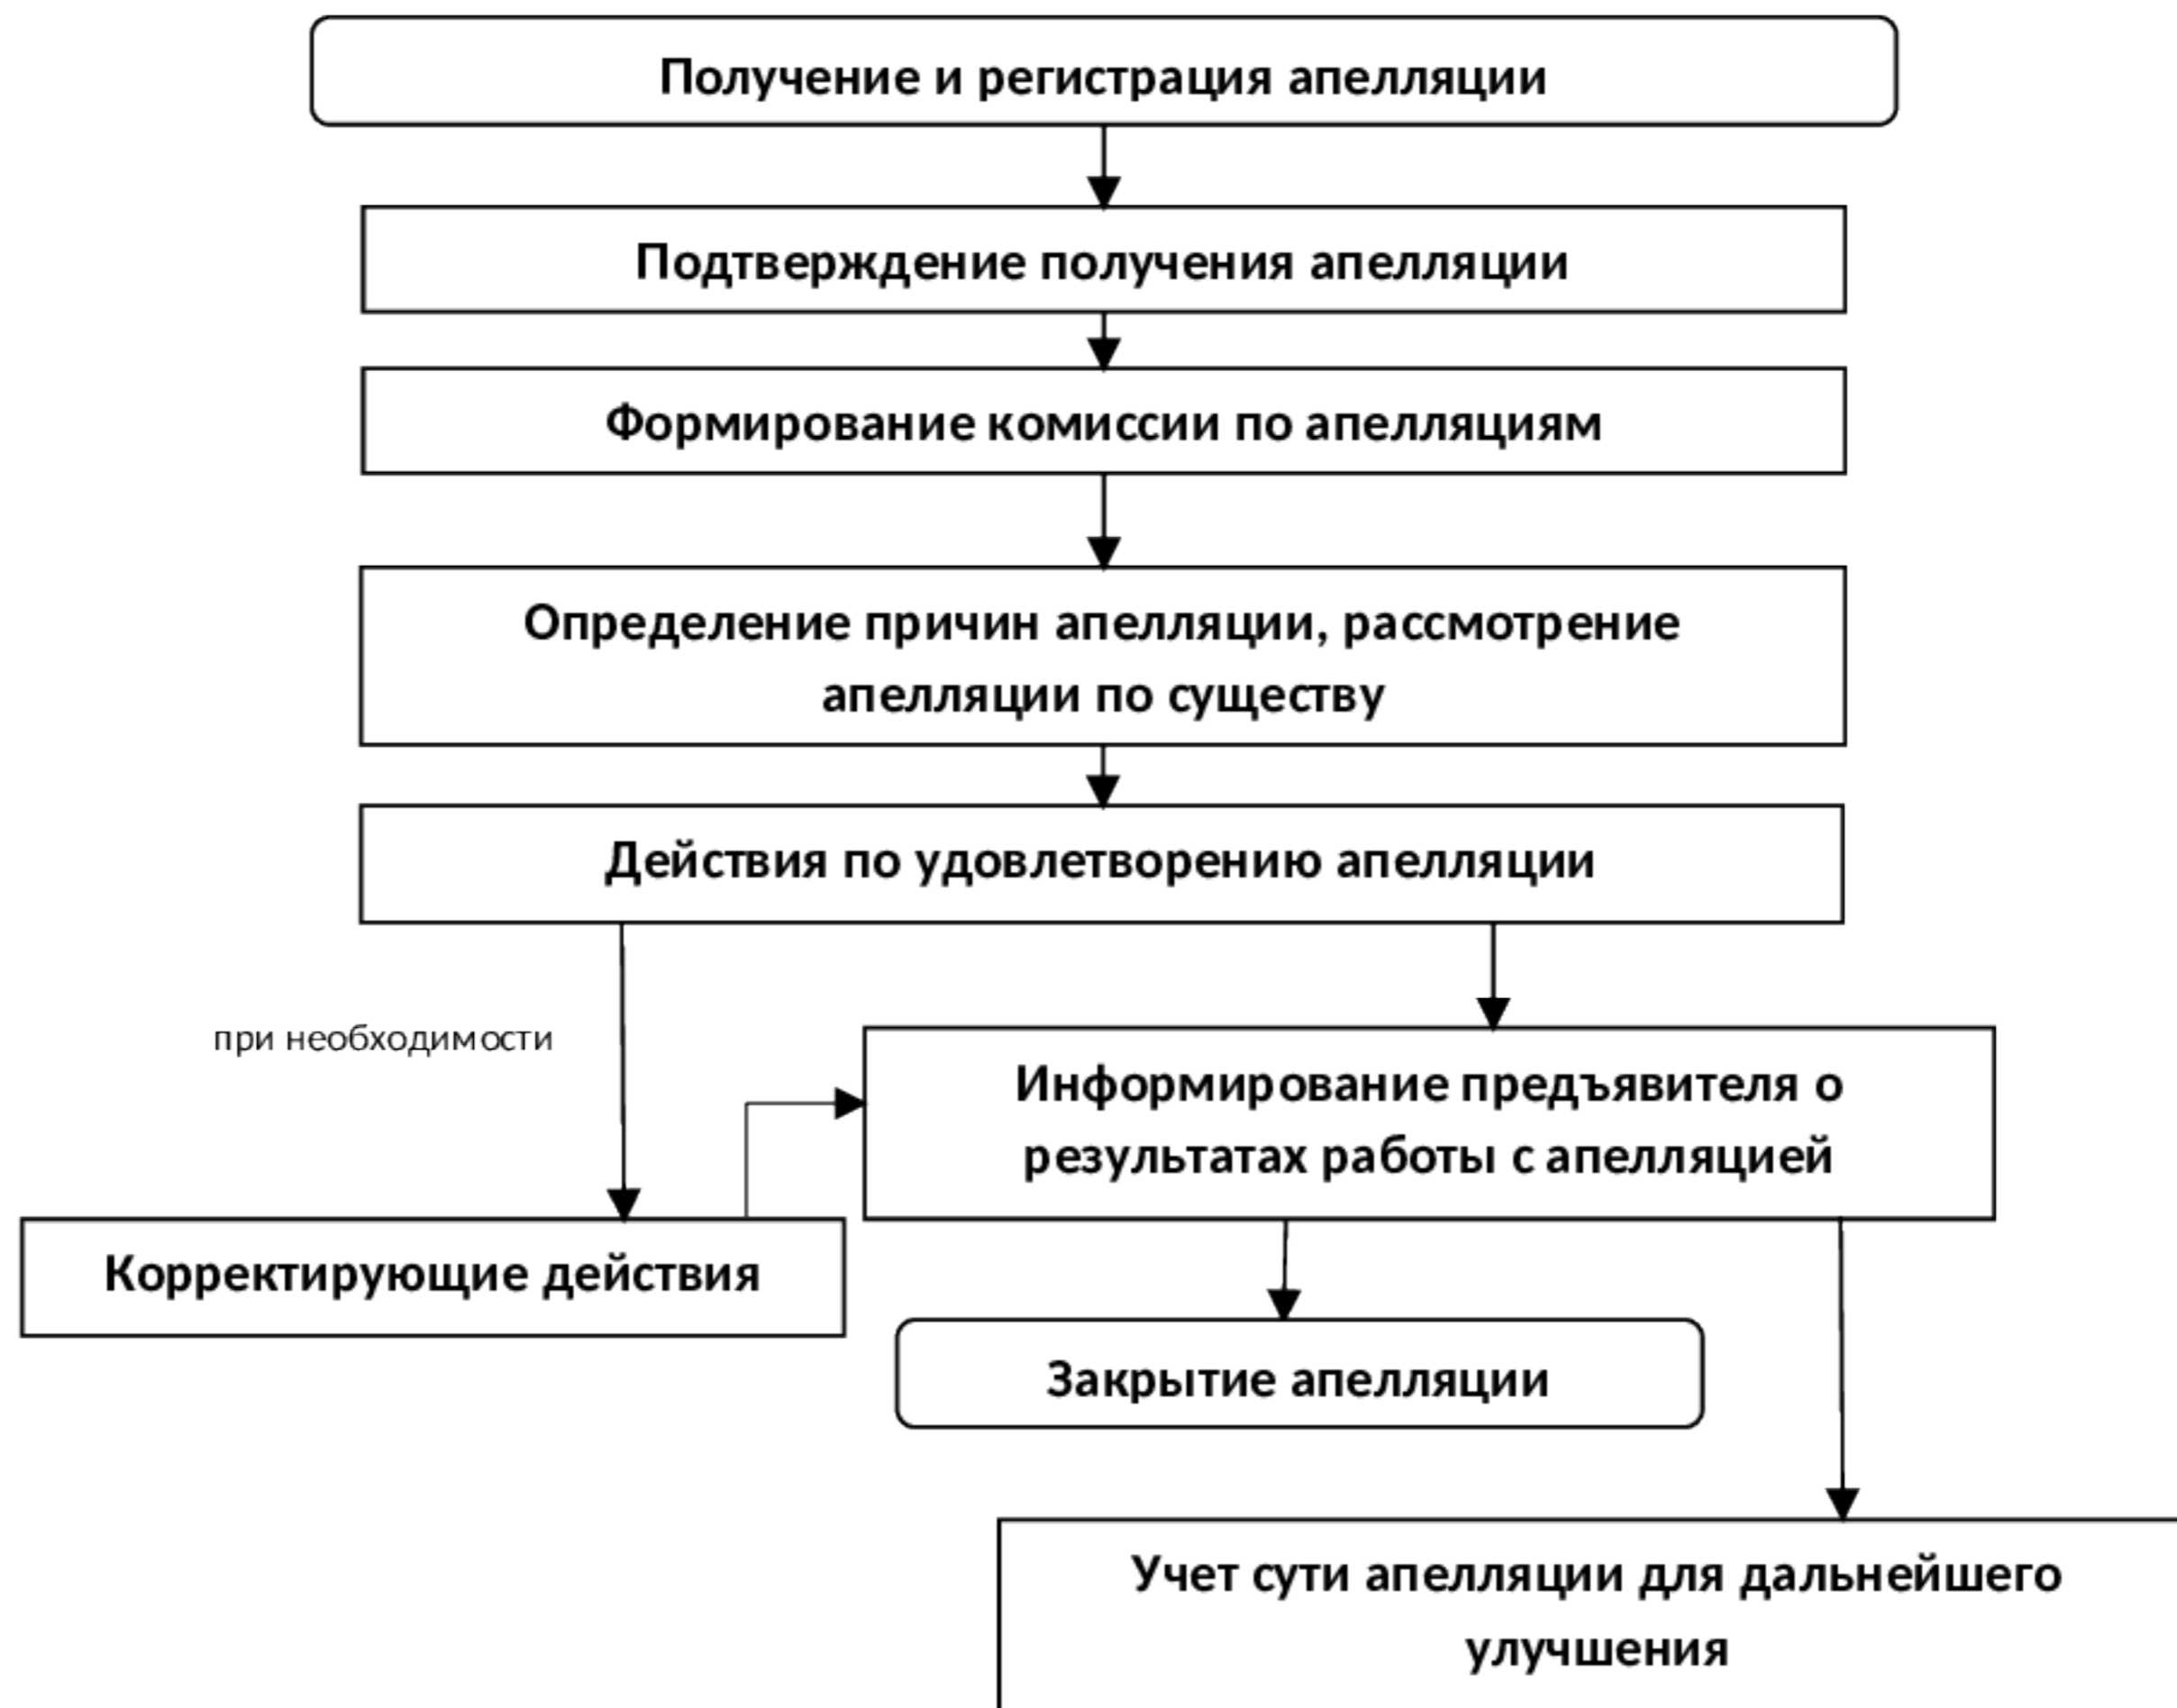 Получение и регистрация апелляции
Подтверждение получения апелляции
Формирование комиссии по апелляциям
Определение причин апелляции, рассмотрение
апелляции по существу
Действия по удовлетворению апелляции
при необходимости
Информирование предъявителя о
результатах работы с апелляцией
Корректирующие действия
Закрытие апелляции
Учет сути апелляции для дальнейшего
улучшения